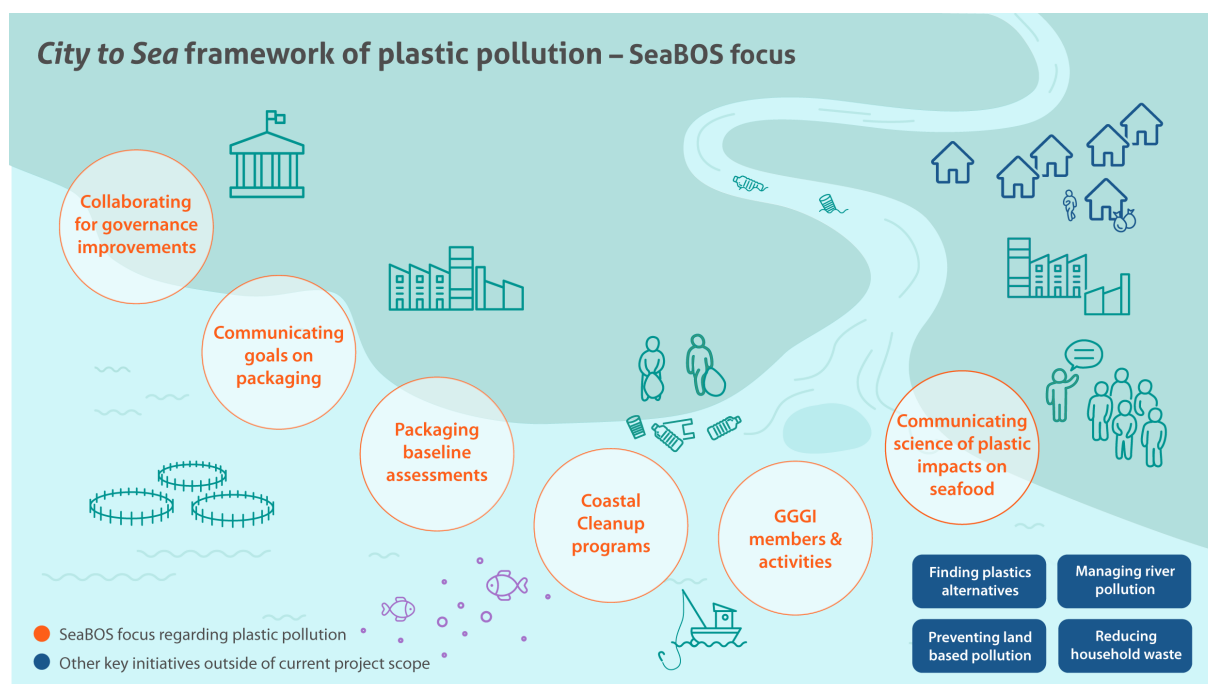 City to Sea framework of plastic pollution – SeaBOS focus
Collaborating
for governance
improvements
Communicating
goals on
packaging
Packaging
baseline
assessments
Coastal
Cleanup
programs
GGGI
members &
activities
Communicating
science of plastic
impacts on
seafood
Finding plastics
alternatives
Managing river
pollution
Preventing land
based pollution
Reducing
household waste
SeaBOS focus regarding plastic pollution
Other key initiatives outside of current project scope